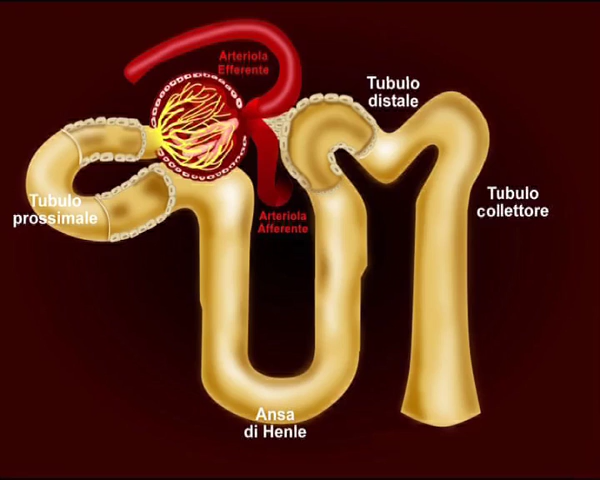 Arteriola
Efferente
Tubulo
distale
Tubulo
prossimale
Tubulo
collettore
Arteriola
Afferente
Ansa
di Henle